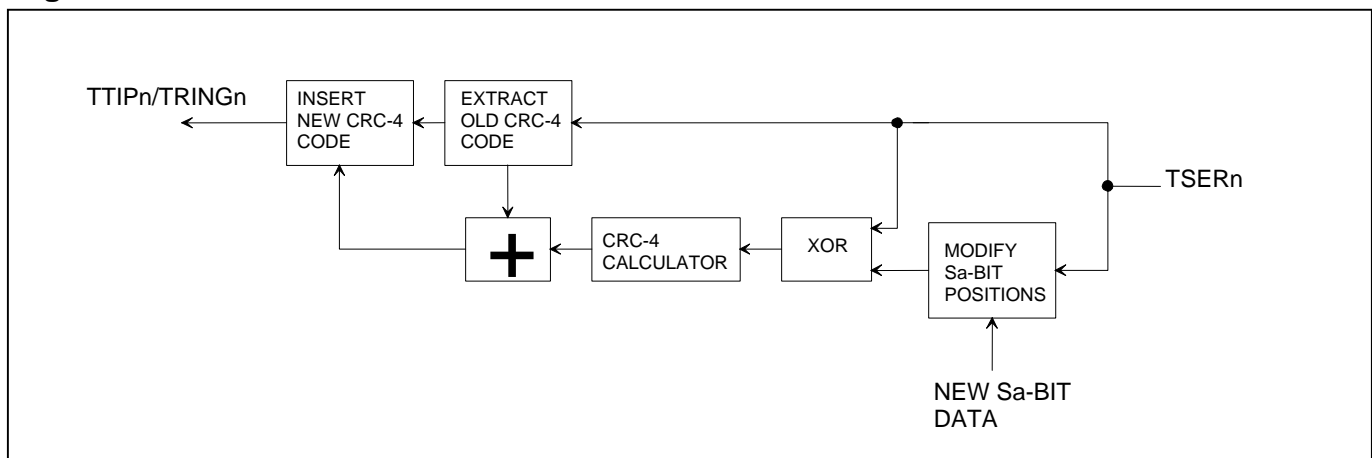 TTIPn/TRINGn
INSERT
NEW CRC-4
CODE
EXTRACT
OLD CRC-4
CODE
TSERn
+
CRC-4
CALCULATOR
XOR
MODIFY
Sa-BIT
POSITIONS
NEW Sa-BIT
DATA